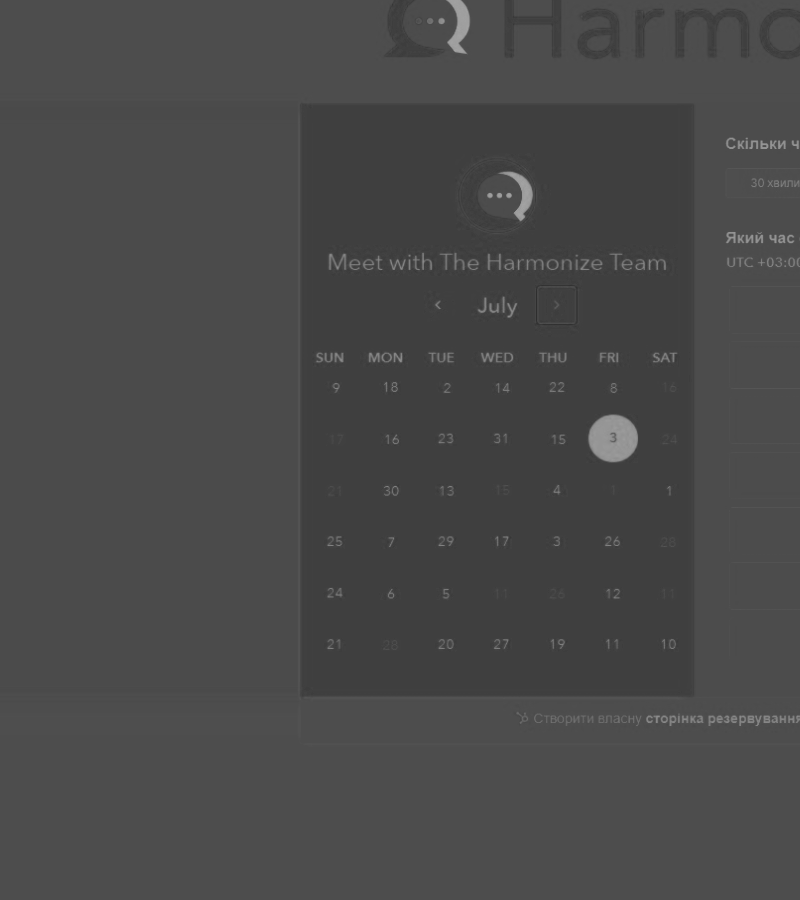 Harmo
Meet with The Harmonize Team
July
SUN MON TUE WED THU FRI SAT
9 18 2 14 22 8 16
17 16 23 31 15 3 24
21 30 13 15 4 1 1
25 7 29 17 3 26 28
24 6 5 11 26 12 11
21 28 20 27 19 11 10
Скільки ч
30 хвили
Який час
UTC +03:00
Створити власну сторінка резервування